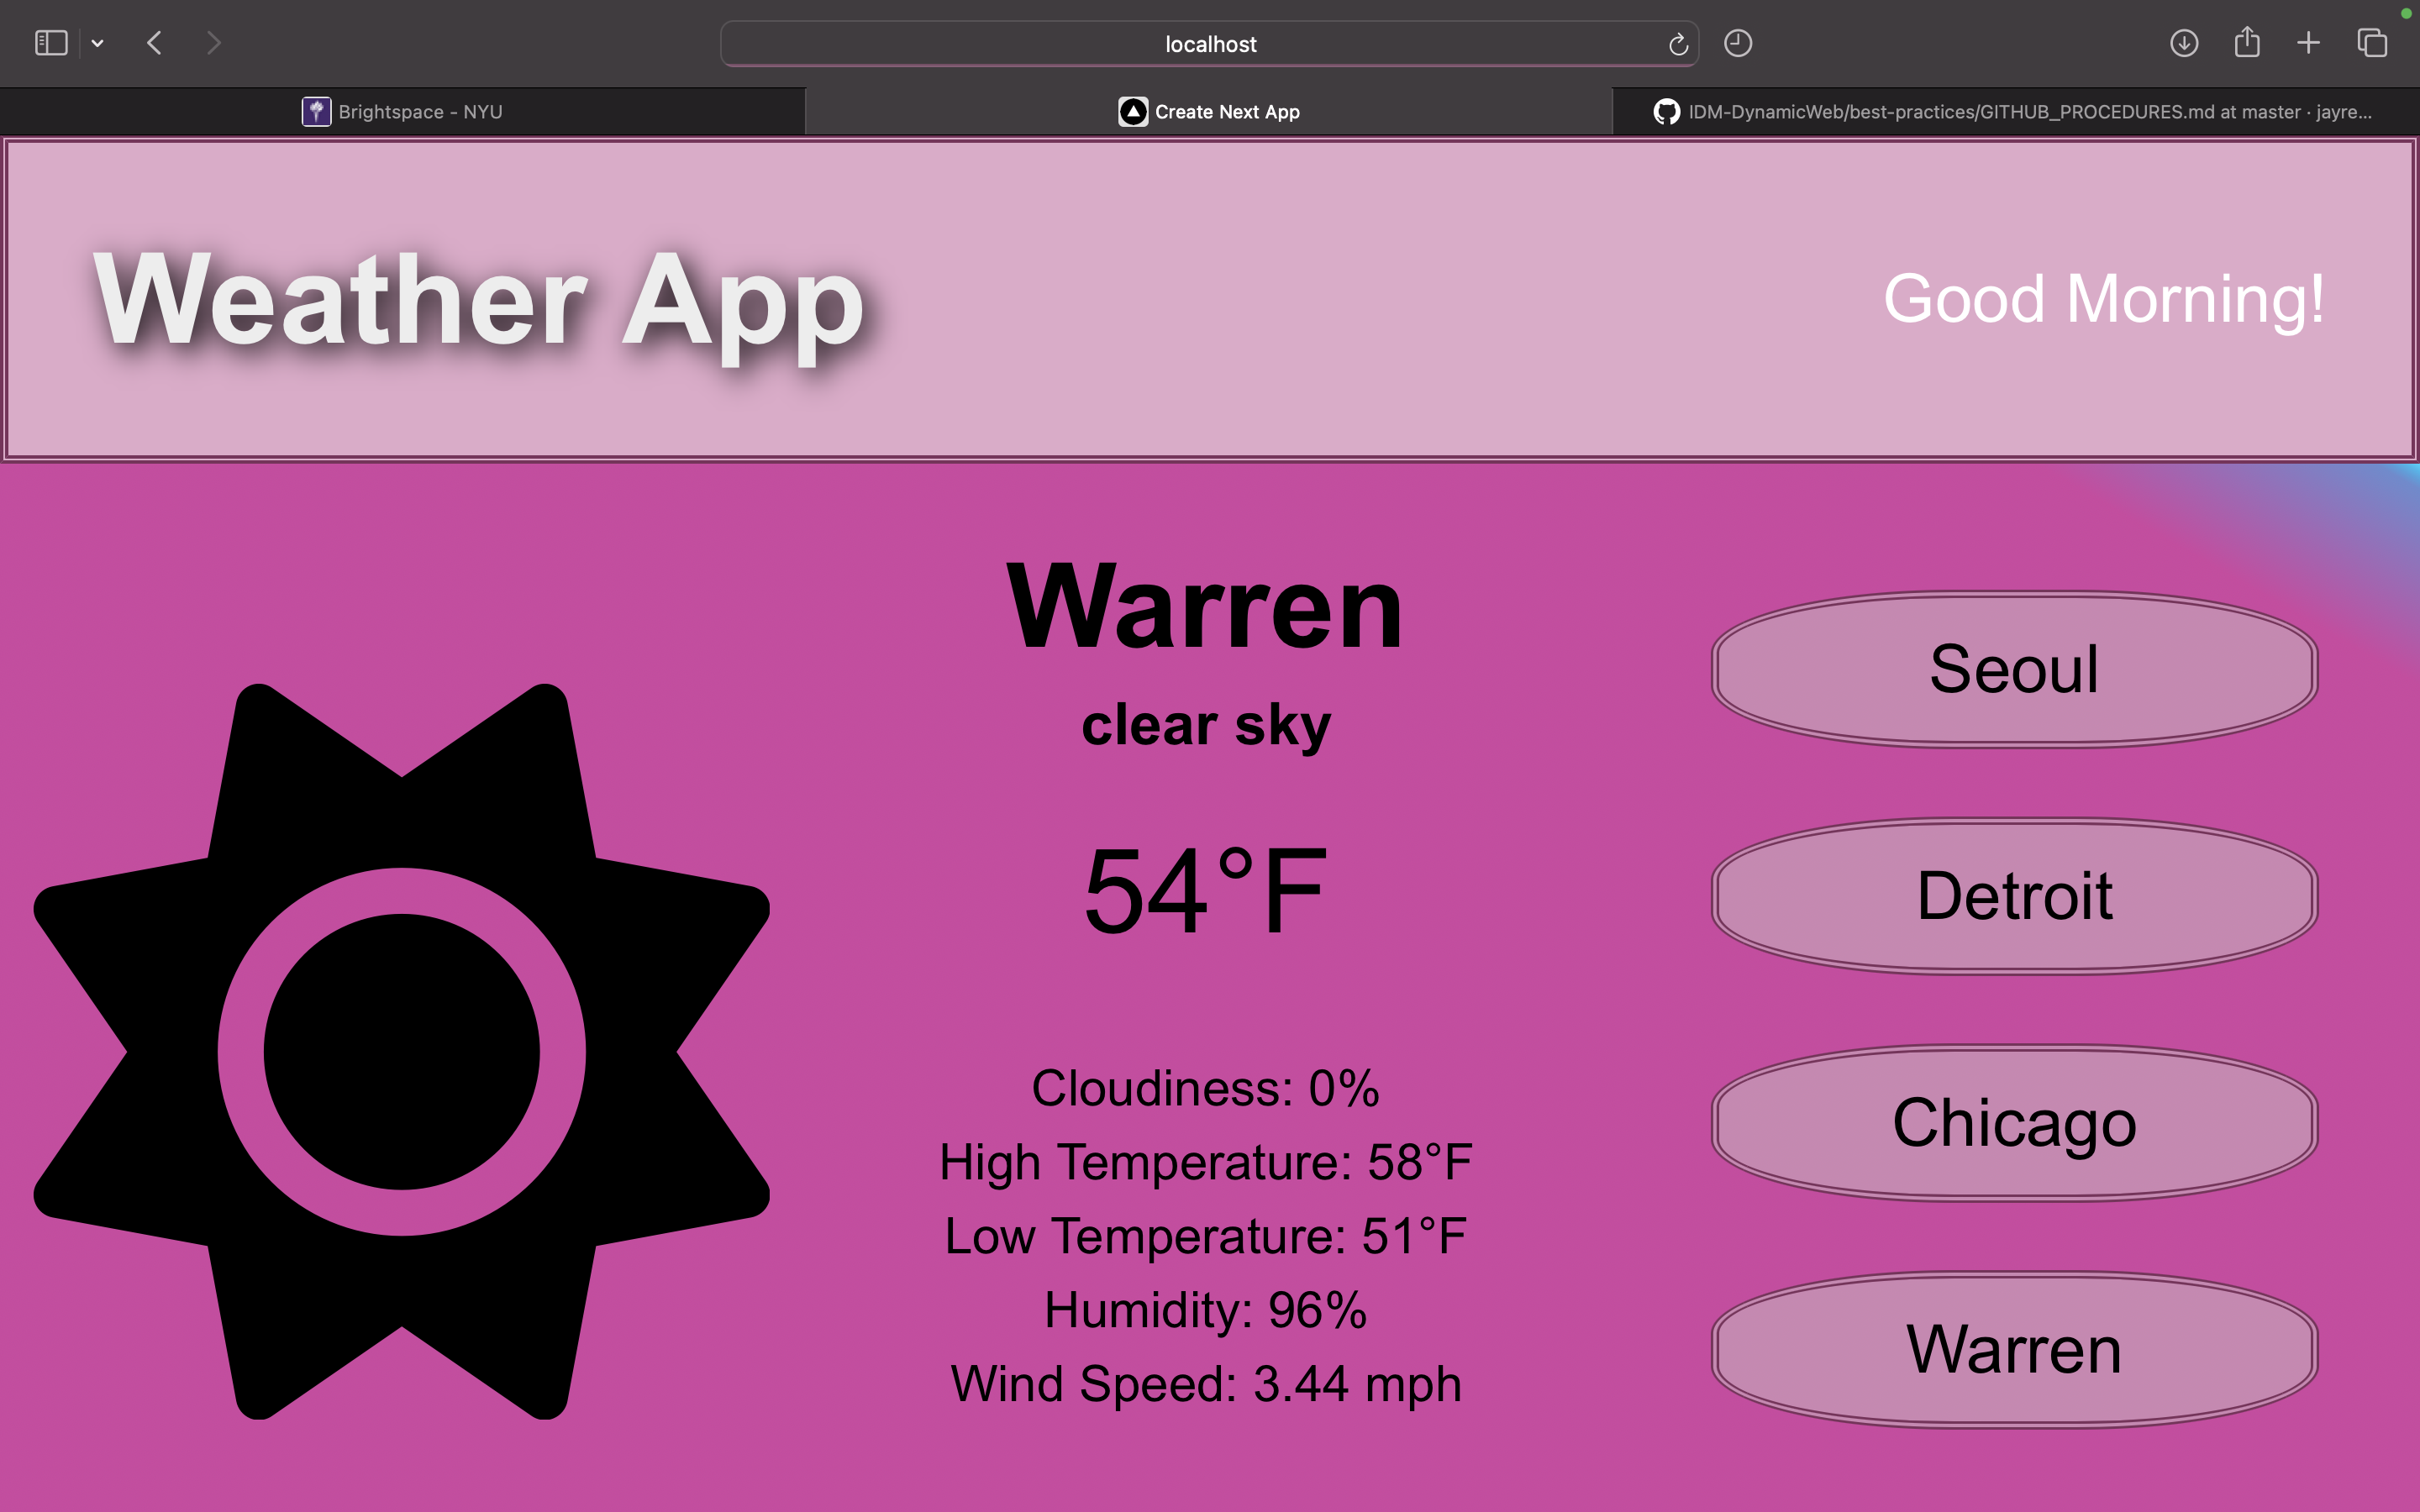 localhost
Brightspace - NYU
Create Next App
IDM-DynamicWeb/best-practices/GITHUB_PROCEDURES.md at master · jayre...
Weather App
Good Morning!
Warren
clear sky
54°F
Cloudiness: 0%
High Temperature: 58°F
Low Temperature: 51°F
Humidity: 96%
Wind Speed: 3.44 mph
Seoul
Detroit
Chicago
Warren